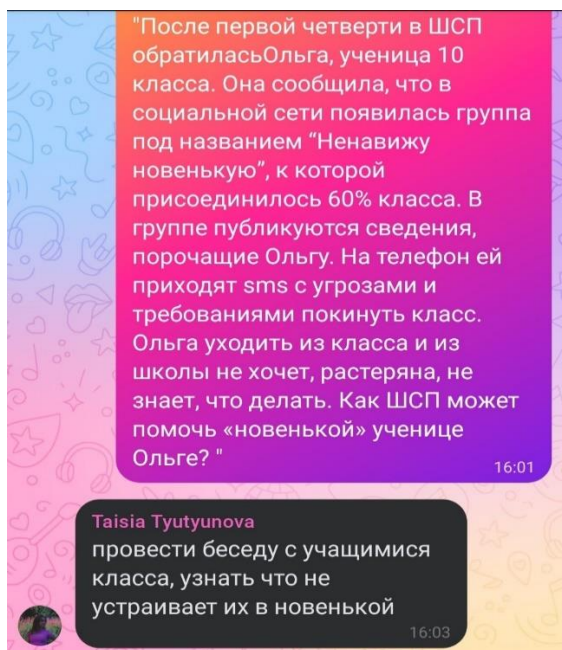 "После первой четверти в ШСП
обратиласьОльга, ученица 10
класса. Она сообщила, что в
социальной сети появилась группа
под названием “Ненавижу
новенькую”, к которой
присоединилось 60% класса. В
группе публикуются сведения,
порочащие Ольгу. На телефон ей
приходят sms с угрозами и
требованиями покинуть класс.
Ольга уходить из класса и из
школы не хочет, растеряна, не
знает, что делать. Как ШСП может
помочь «новенькой» ученице
Ольге? "
16:01
Taisia Tyutyunova
провести беседу с учащимися
класса, узнать что не
устраивает их в новенькой
16:03